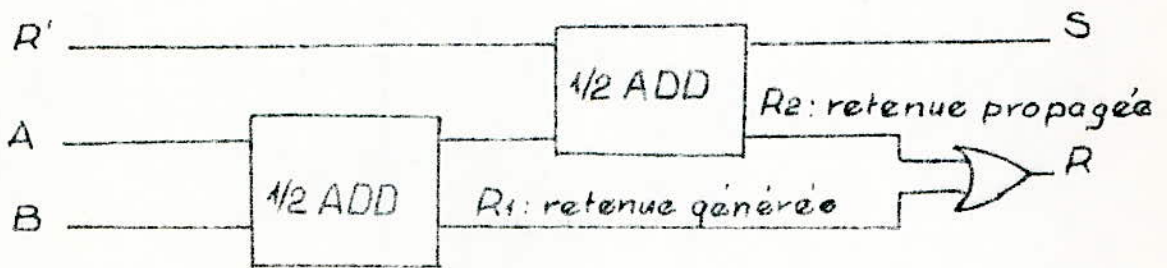 R' S
1/2 ADD
R2: retenue propagée
A R
1/2 ADD
R1: retenue générée
B